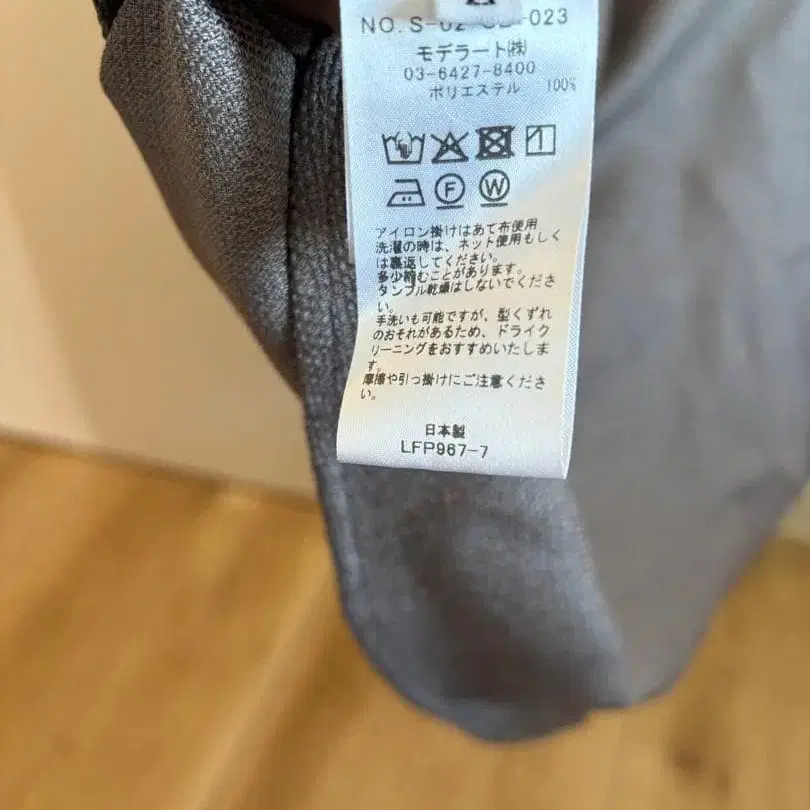 NO. S-02 023
モデラート㈱
03-6427-8400
ポリエステル 100%
F W
アイロン掛けはあて布使用
洗濯の時は、ネット使用もしく
は裏返してください。
多少縮むことがあります。
タンブル乾燥はしないでくださ
い。
手洗いも可能ですが、型くずれ
のおそれがあるため、ドライク
リーニングをおすすめいたしま
す。
摩擦や引っ掛けにご注意くださ
い。
日本製
LFP967-7